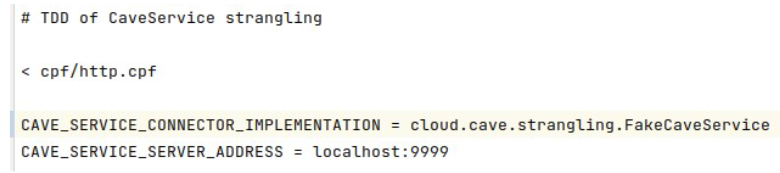 # TDD of CaveService strangling
< cpf/http.cpf
CAVE_SERVICE_CONNECTOR_IMPLEMENTATION = cloud.cave.strangling.FakeCaveService
CAVE_SERVICE_SERVER_ADDRESS = localhost:9999